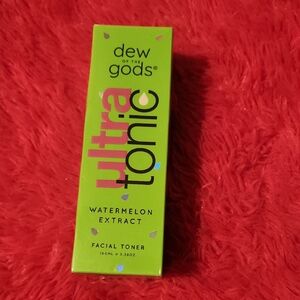 dew
OF THE
gods®
ultra
tonic
WATERMELON
EXTRACT
FACIAL TONER